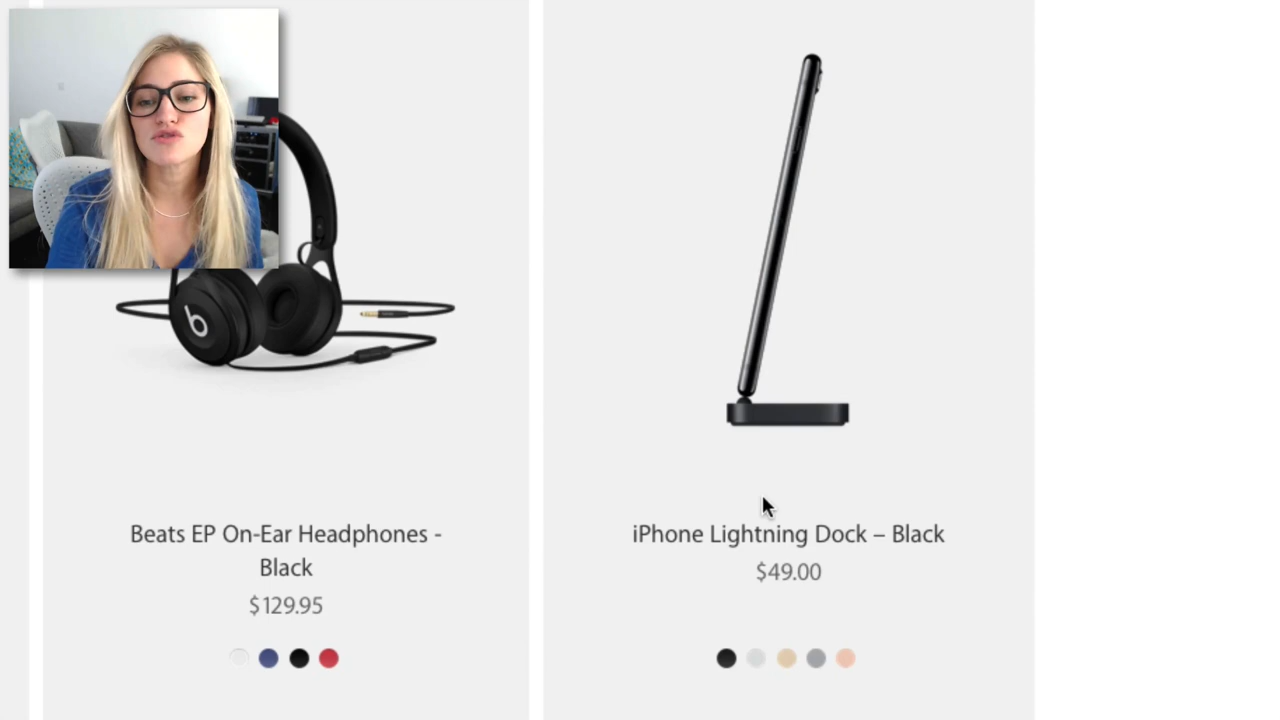 Beats EP On-Ear Headphones -
Black
$129.95
iPhone Lightning Dock – Black
$49.00